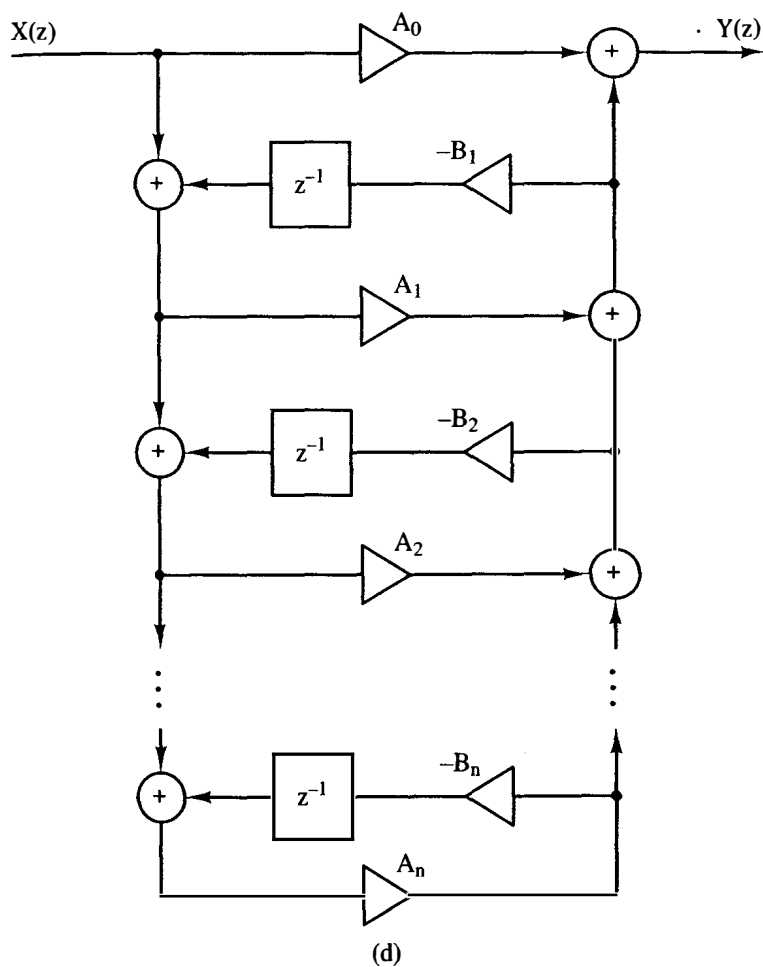 X(z) A₀ Y(z)
+
–B₁
+ z⁻¹
A₁
+
–B₂
+ z⁻¹
A₂
+
–Bₙ
+ z⁻¹
Aₙ
(d)